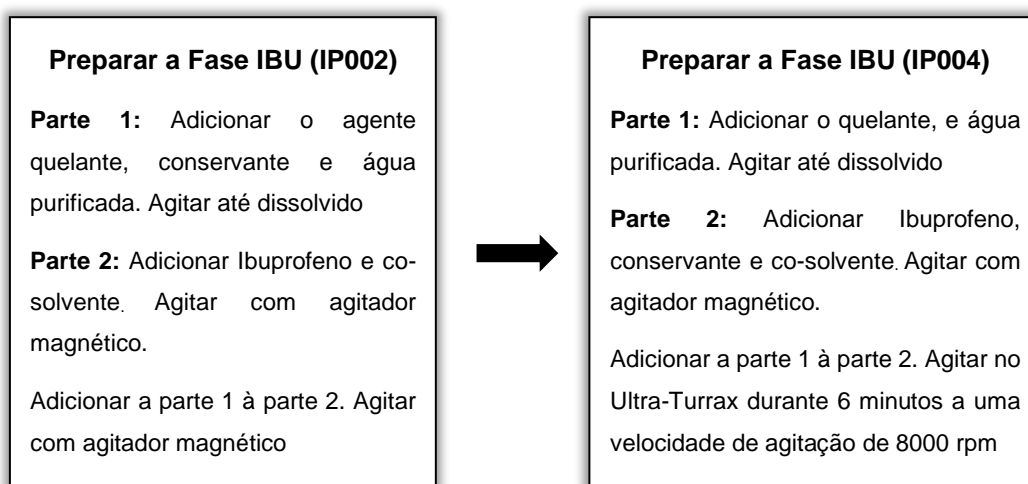 Preparar a Fase IBU (IP002)
Parte 1: Adicionar o agente
quelante, conservante e água
purificada. Agitar até dissolvido
Parte 2: Adicionar Ibuprofeno e co-
solvente. Agitar com agitador
magnético.
Adicionar a parte 1 à parte 2. Agitar
com agitador magnético
Preparar a Fase IBU (IP004)
Parte 1: Adicionar o quelante, e água
purificada. Agitar até dissolvido
Parte 2: Adicionar Ibuprofeno,
conservante e co-solvente. Agitar com
agitador magnético.
Adicionar a parte 1 à parte 2. Agitar no
Ultra-Turrax durante 6 minutos a uma
velocidade de agitação de 8000 rpm